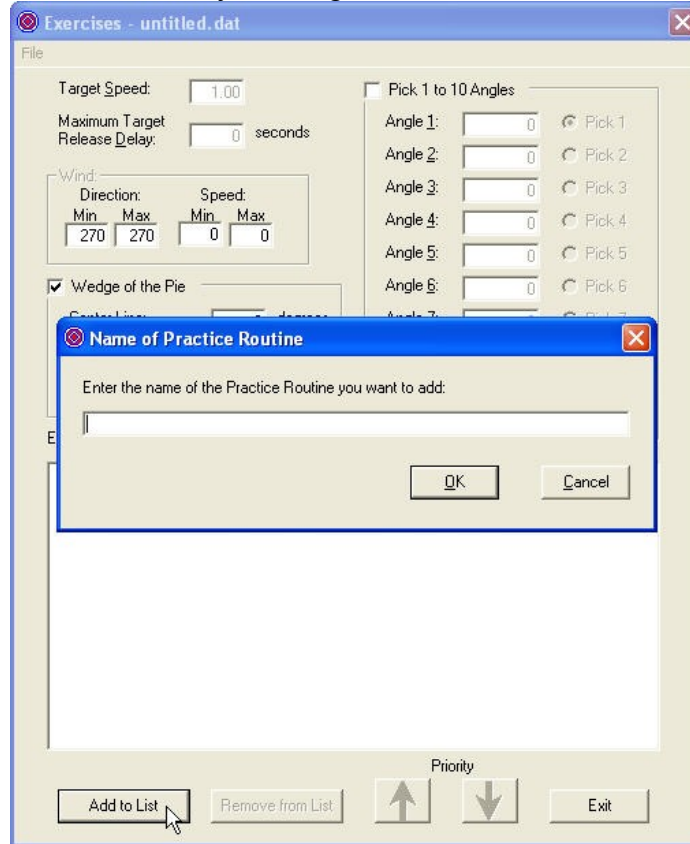 Exercises - untitled.dat
File
Target Speed: 1.00
Maximum Target
Release Delay: 0 seconds
Wind:
Direction: Speed:
Min Max Min Max
270 270 0 0
Wedge of the Pie
Pick 1 to 10 Angles
Angle 1: 0 Pick 1
Angle 2: 0 Pick 2
Angle 3: 0 Pick 3
Angle 4: 0 Pick 4
Angle 5: 0 Pick 5
Angle 6: 0 Pick 6
Name of Practice Routine
Enter the name of the Practice Routine you want to add:
OK Cancel
E
Priority
Add to List Remove from List Exit